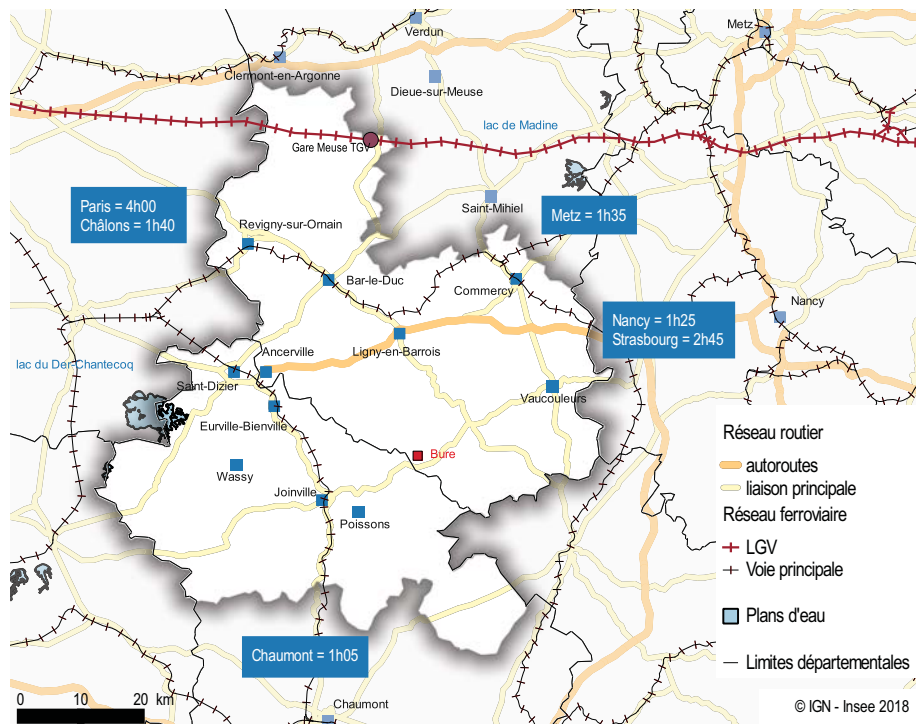 Verdun
Metz
Clermont-en-Argonne
Dieue-sur-Meuse
lac de Madine
Gare Meuse TGV
Paris = 4h00
Châlons = 1h40
Saint-Mihiel
Metz = 1h35
Revigny-sur-Ornain
Bar-le-Duc
Commercy
Nancy
Nancy = 1h25
Strasbourg = 2h45
Ancerville
Ligny-en-Barrois
lac du Der-Chantecq
Saint-Dizier
Vaucouleurs
Eurville-Bienville
Réseau routier
Bure
autoroutes
Wassy
liaison principale
Joinville
Poissons
Réseau ferroviaire
LGV
Voie principale
Plans d'eau
Chaumont = 1h05
Limites départementales
0 10 20 km
Chaumont
© IGN - Insee 2018